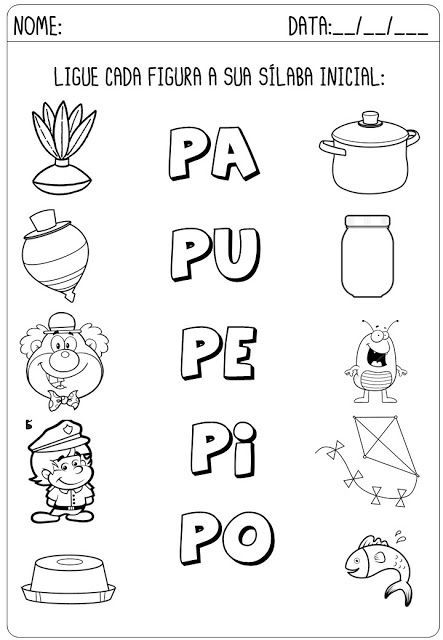 NOME:
DATA:__/__/___
LIGUE CADA FIGURA A SUA SÍLABA INICIAL:
PA
PU
PE
Pi
PO